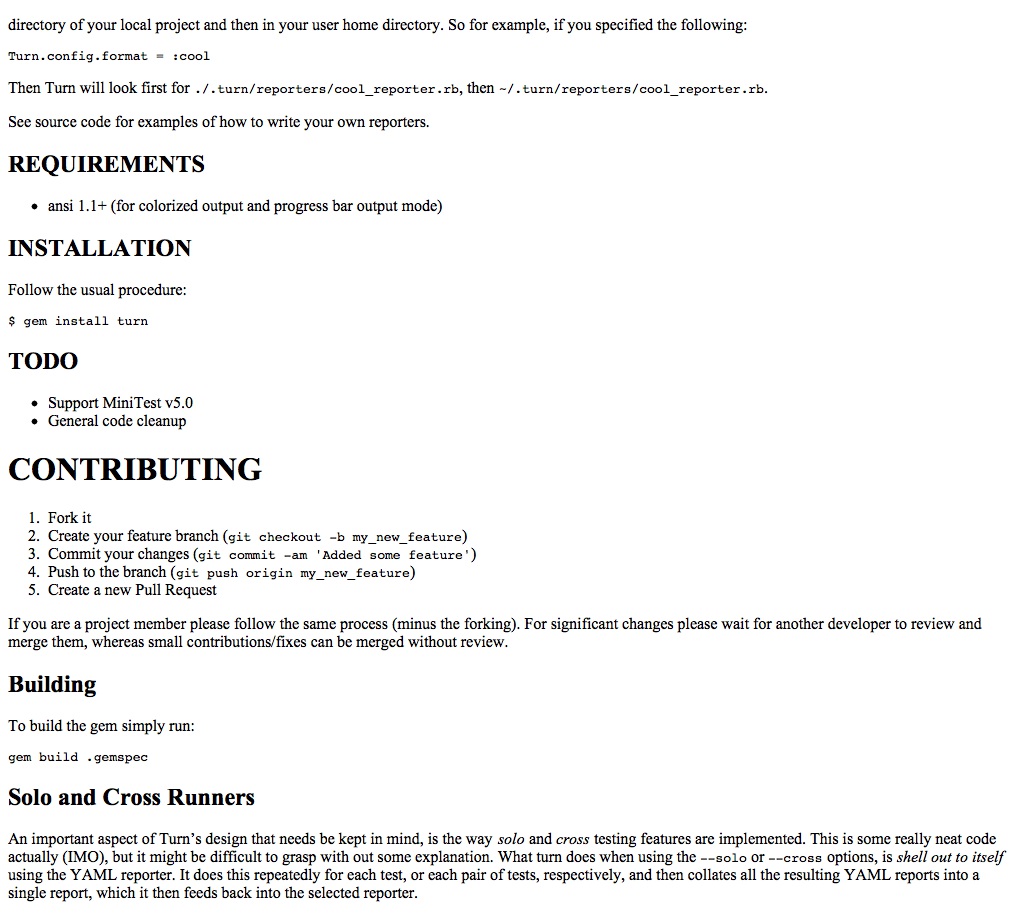 directory of your local project and then in your user home directory. So for example, if you specified the following:
Turn.config.format = :cool
Then Turn will look first for ./.turn/reporters/cool_reporter.rb, then ~/.turn/reporters/cool_reporter.rb.
See source code for examples of how to write your own reporters.
REQUIREMENTS
• ansi 1.1+ (for colorized output and progress bar output mode)
INSTALLATION
Follow the usual procedure:
$ gem install turn
TODO
• Support MiniTest v5.0
• General code cleanup
CONTRIBUTING
1. Fork it
2. Create your feature branch (git checkout -b my_new_feature)
3. Commit your changes (git commit -am 'Added some feature')
4. Push to the branch (git push origin my_new_feature)
5. Create a new Pull Request
If you are a project member please follow the same process (minus the forking). For significant changes please wait for another developer to review and
merge them, whereas small contributions/fixes can be merged without review.
Building
To build the gem simply run:
gem build .gemspec
Solo and Cross Runners
An important aspect of Turn’s design that needs be kept in mind, is the way solo and cross testing features are implemented. This is some really neat code
actually (IMO), but it might be difficult to grasp with out some explanation. What turn does when using the --solo or --cross options, is shell out to itself
using the YAML reporter. It does this repeatedly for each test, or each pair of tests, respectively, and then collates all the resulting YAML reports into a
single report, which it then feeds back into the selected reporter.